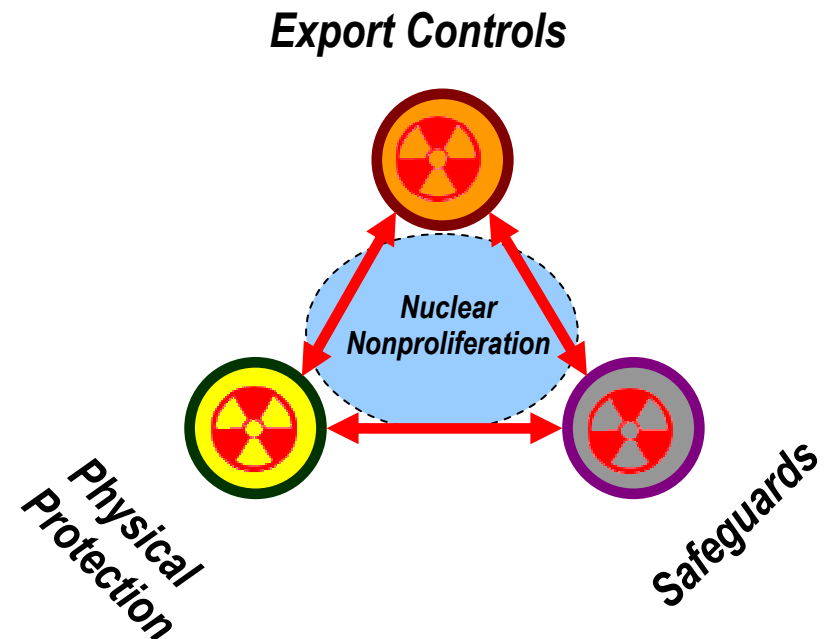 Export Controls
Nuclear
Nonproliferation
Physical
Protection
Safeguards